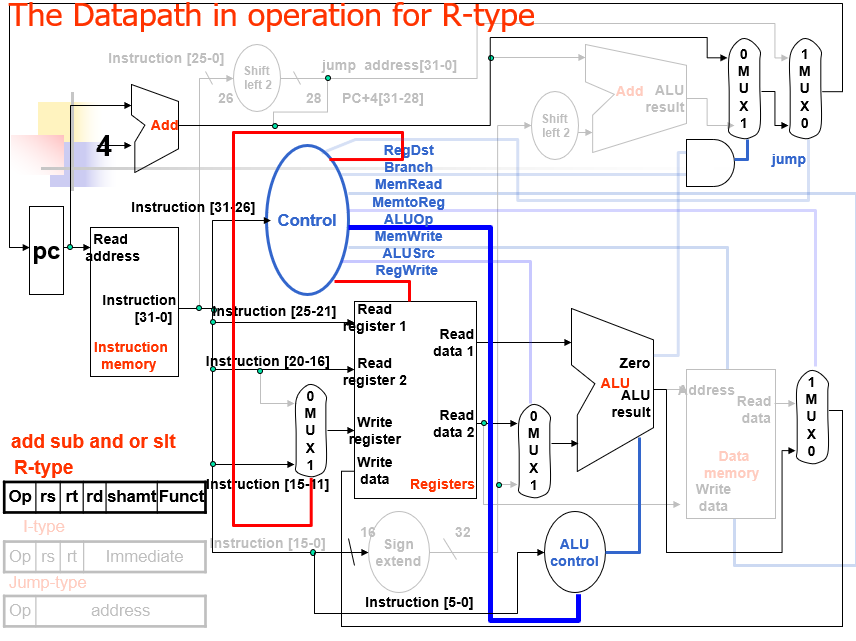 The Datapath in operation for R-type
Instruction [25-0]
Shift
left 2
jump address[31-0]
26
28
PC+4[31-28]
Add
ALU
result
Shift
left 2
0
M
U
X
1
1
M
U
X
0
jump
Add
4
RegDst
Branch
MemRead
MemtoReg
ALUOp
MemWrite
ALUSrc
RegWrite
Control
Instruction [31-26]
pc
Read
address
Instruction
[31-0]
Instruction
memory
Instruction [25-21]
Instruction [20-16]
Instruction [15-11]
0
M
U
X
1
Read
register 1
Read
register 2
Write
register
Write
data
Read
data 1
Read
data 2
Registers
0
M
U
X
1
Zero
ALU
ALU
result
Address
Read
data
Data
memory
Write
data
1
M
U
X
0
Instruction [15-0]
16
Sign
extend
32
ALU
control
Instruction [5-0]
add sub and or slt
R-type
Op rs rt rd shamt Funct
I-type
Op rs rt Immediate
Jump-type
Op address